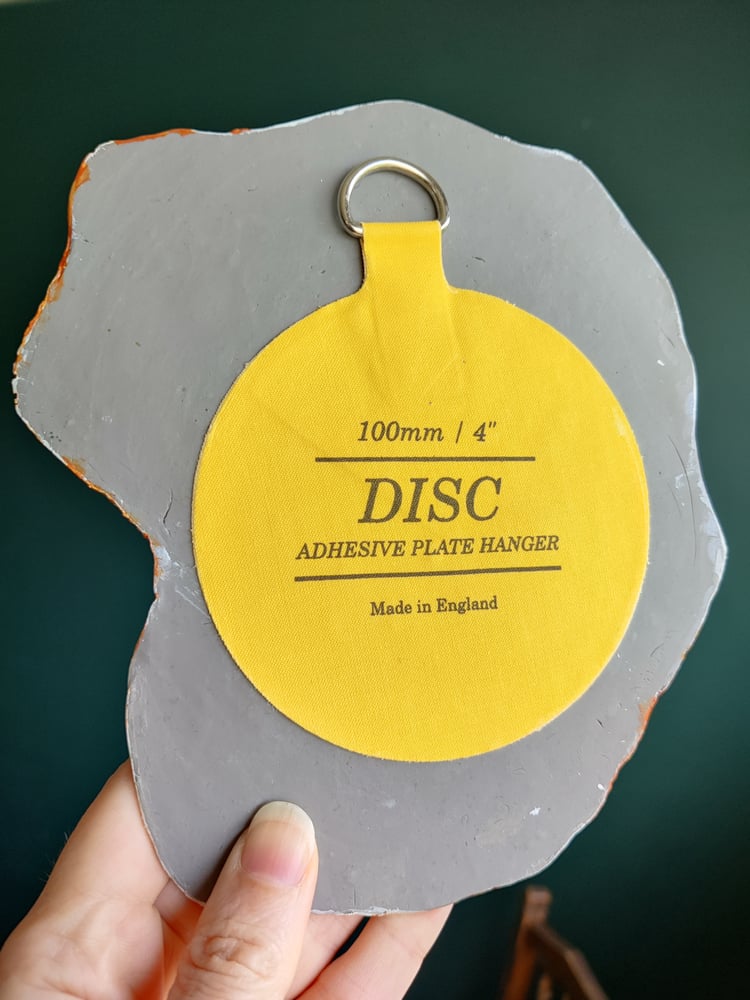 100mm / 4"
DISC
ADHESIVE PLATE HANGER
Made in England